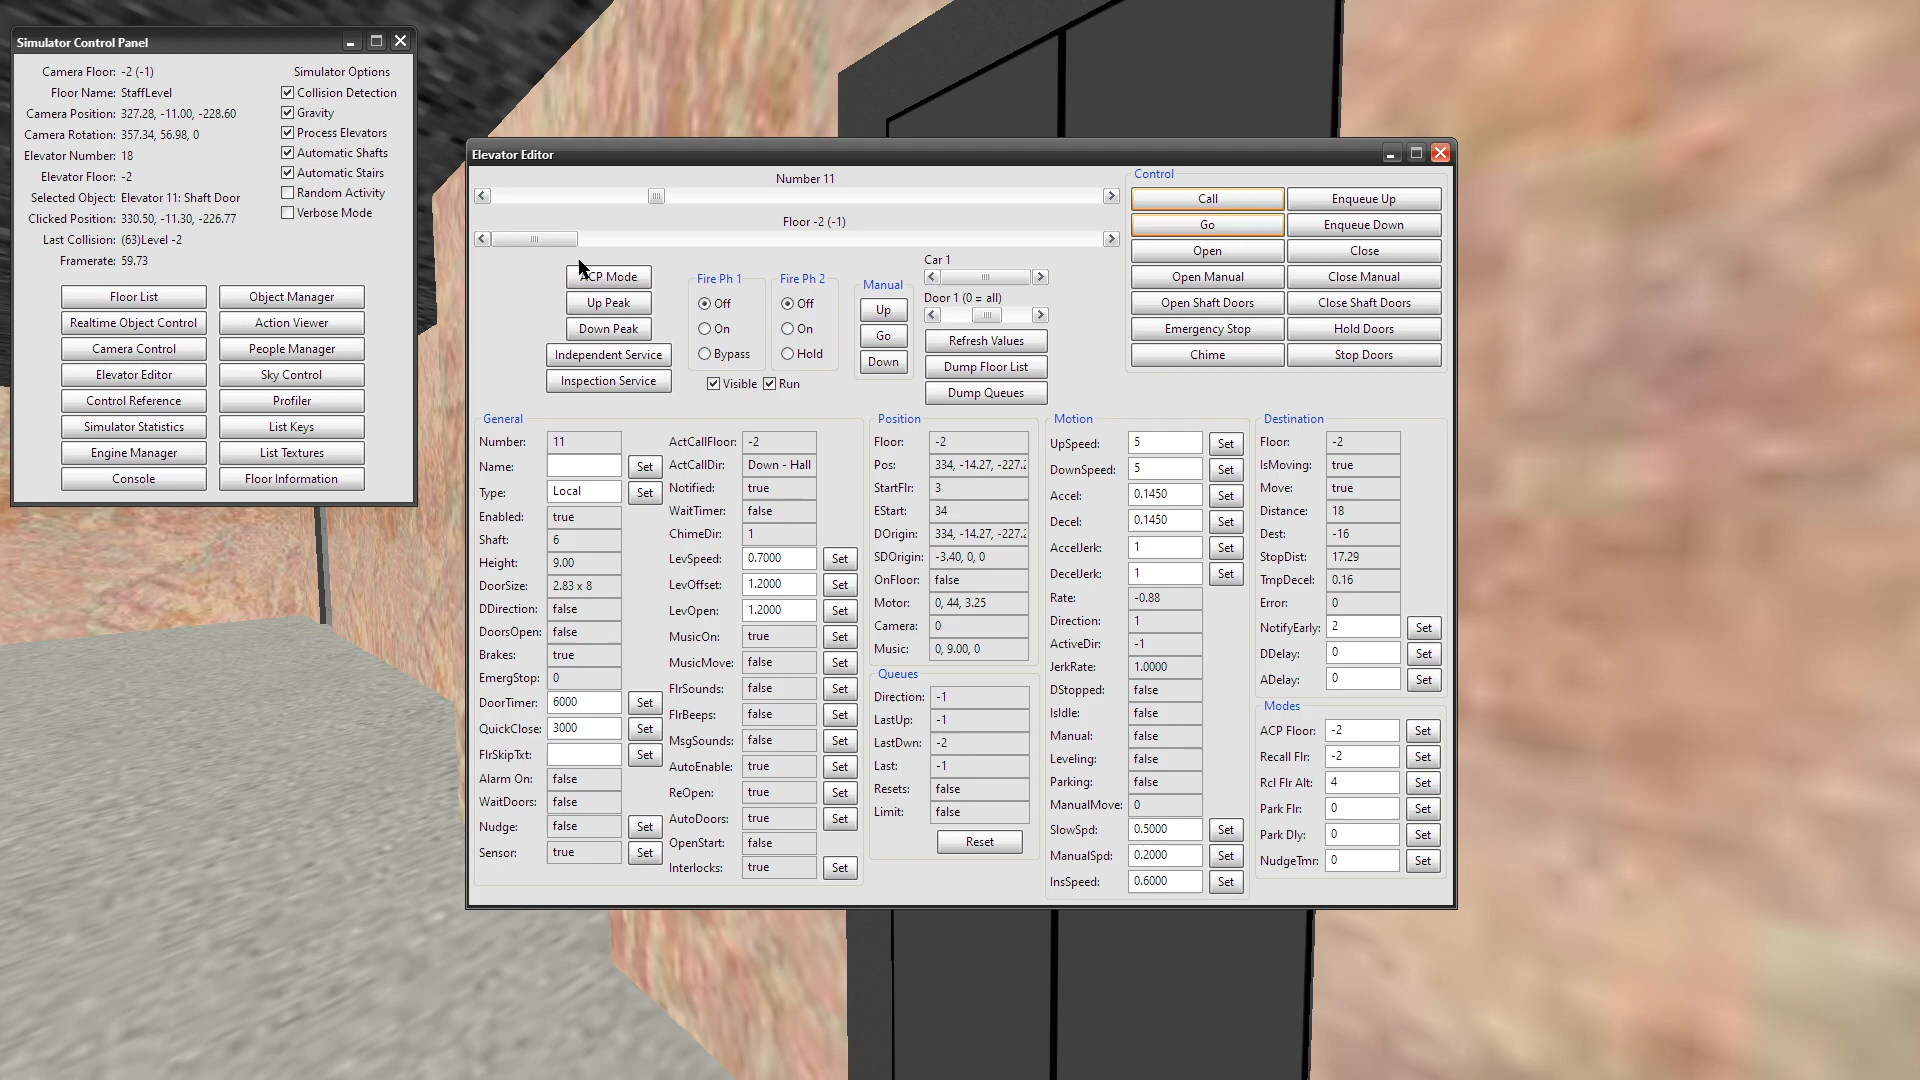 Simulator Control Panel
Camera Floor: -2 (-1)
Floor Name: StaffLevel
Camera Position: 327.28, -11.00, -228.60
Camera Rotation: 357.34, 56.98, 0
Elevator Number: 18
Elevator Floor: -2
Selected Object: Elevator 11: Shaft Door
Clicked Position: 330.50, -11.30, -226.77
Last Collision: (63)Level -2
Framerate: 59.73
Simulator Options
Collision Detection
Gravity
Process Elevators
Automatic Shafts
Automatic Stairs
Random Activity
Verbose Mode
Floor List Object Manager
Realtime Object Control Action Viewer
Camera Control People Manager
Elevator Editor Sky Control
Control Reference Profiler
Simulator Statistics List Keys
Engine Manager List Textures
Console Floor Information
Elevator Editor
Number 11
Floor -2 (-1)
ACP Mode
Up Peak
Down Peak
Independent Service
Inspection Service
Fire Ph 1
Off
On
Bypass
Fire Ph 2
Off
On
Hold
Visible Run
Manual
Up
Go
Down
Car 1
Door 1 (0 = all)
Refresh Values
Dump Floor List
Dump Queues
Control
Call Enqueue Up
Go Enqueue Down
Open Close
Open Manual Close Manual
Open Shaft Doors Close Shaft Doors
Emergency Stop Hold Doors
Chime Stop Doors
General
Number: 11
Name: Set
Type: Local Set
Enabled: true
Shaft: 6
Height: 9.00
DoorSize: 2.83 x 8
DDirection: false
DoorsOpen: false
Brakes: true
EmergStop: 0
DoorTimer: 6000 Set
QuickClose: 3000 Set
FlrSkipTxt: Set
Alarm On: false
WaitDoors: false
Nudge: false Set
Sensor: true Set
ActCallFloor: -2
ActCallDir: Down - Hall
Notified: true
WaitTimer: false
ChimeDir: 1
LevSpeed: 0.7000 Set
LevOffset: 1.2000 Set
LevOpen: 1.2000 Set
MusicOn: true Set
MusicMove: false Set
FlrSounds: false Set
FlrBeeps: false Set
MsgSounds: false Set
AutoEnable: true Set
ReOpen: true Set
AutoDoors: true Set
OpenStart: false
Interlocks: true Set
Position
Floor: -2
Pos: 334, -14.27, -227.2
StartFlr: 3
EStart: 34
DOrigin: 334, -14.27, -227.2
SDOrigin: -3.40, 0, 0
OnFloor: false
Motor: 0, 44, 3.25
Camera: 0
Music: 0, 9.00, 0
Queues
Direction: -1
LastUp: -1
LastDwn: -2
Last: -1
Resets: false
Limit: false
Reset
Motion
UpSpeed: 5 Set
DownSpeed: 5 Set
Accel: 0.1450 Set
Decel: 0.1450 Set
AccelJerk: 1 Set
DecelJerk: 1 Set
Rate: -0.88
Direction: 1
ActiveDir: -1
JerkRate: 1.0000
DStopped: false
IsIdle: false
Manual: false
Leveling: false
Parking: false
ManualMove: 0
SlowSpd: 0.5000 Set
ManualSpd: 0.2000 Set
InsSpeed: 0.6000 Set
Destination
Floor: -2
IsMoving: true
Move: true
Distance: 18
Dest: -16
StopDist: 17.29
TmpDecel: 0.16
Error: 0
NotifyEarly: 2 Set
DDelay: 0 Set
ADelay: 0 Set
Modes
ACP Floor: -2 Set
Recall Flr: -2 Set
Rcl Flr Alt: 4 Set
Park Flr: 0 Set
Park Dly: 0 Set
NudgeTmr: 0 Set